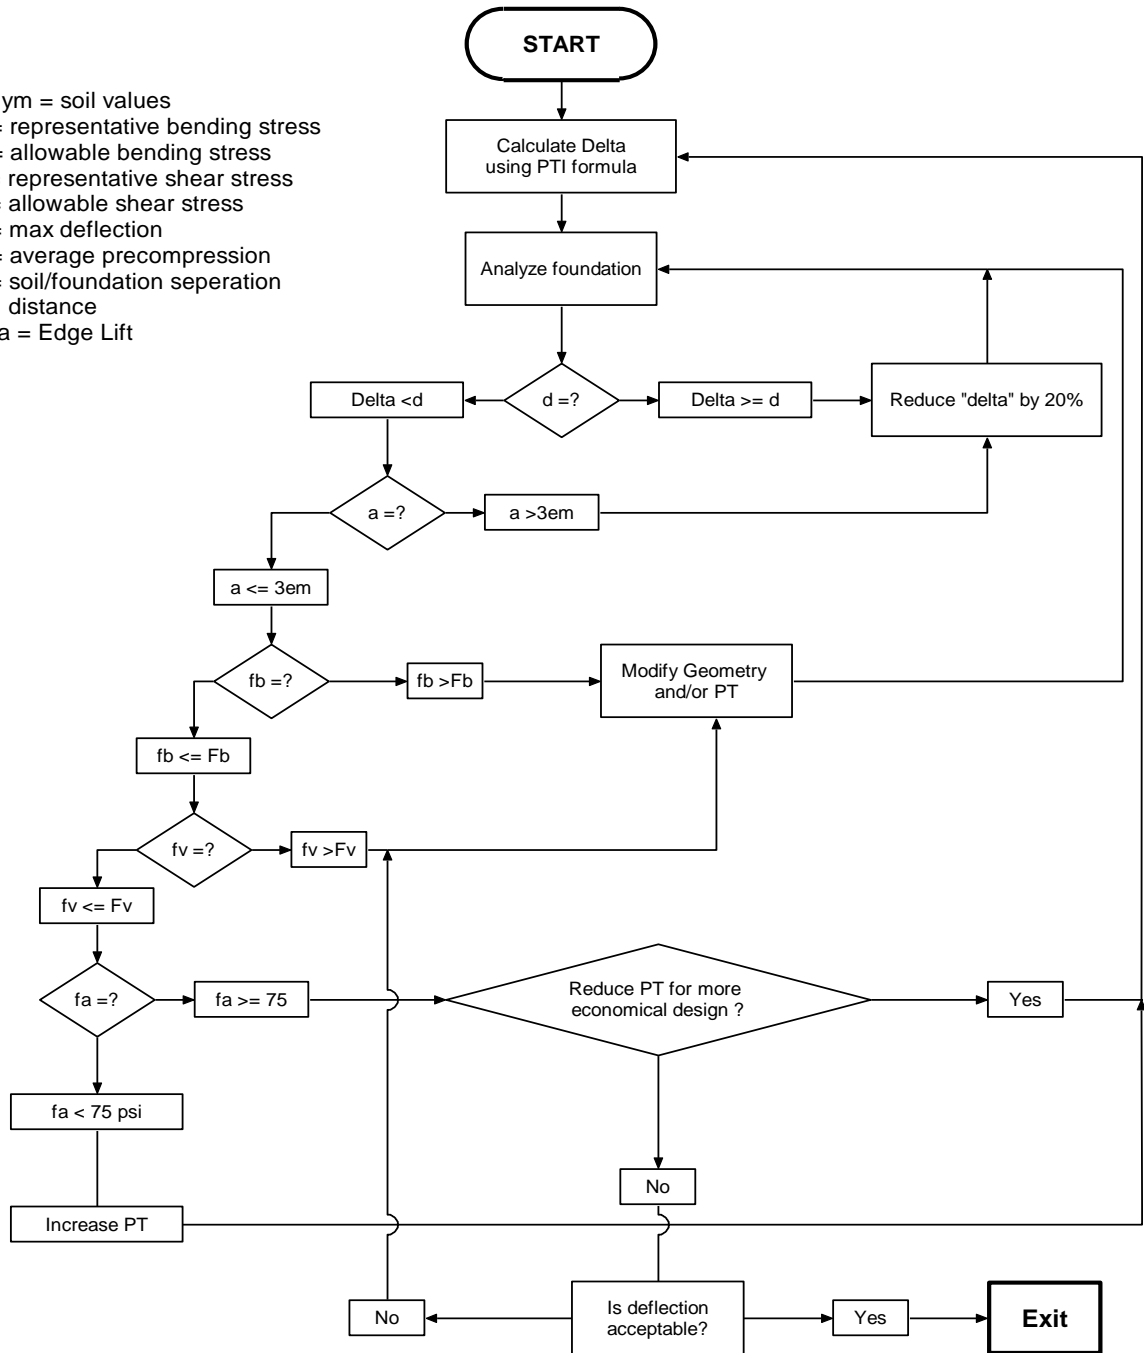 START
ym = soil values
= representative bending stress
= allowable bending stress
representative shear stress
= allowable shear stress
= max deflection
= average precompression
= soil/foundation seperation
distance
a = Edge Lift
Calculate Delta
using PTI formula
Analyze foundation
Delta <d
d =?
Delta >= d
Reduce "delta" by 20%
a =?
a >3em
a <= 3em
fb =?
fb >Fb
Modify Geometry
and/or PT
fb <= Fb
fv =?
fv >Fv
fv <= Fv
fa =?
fa >= 75
Reduce PT for more
economical design ?
Yes
fa < 75 psi
No
Increase PT
No
Is deflection
acceptable?
Yes
Exit